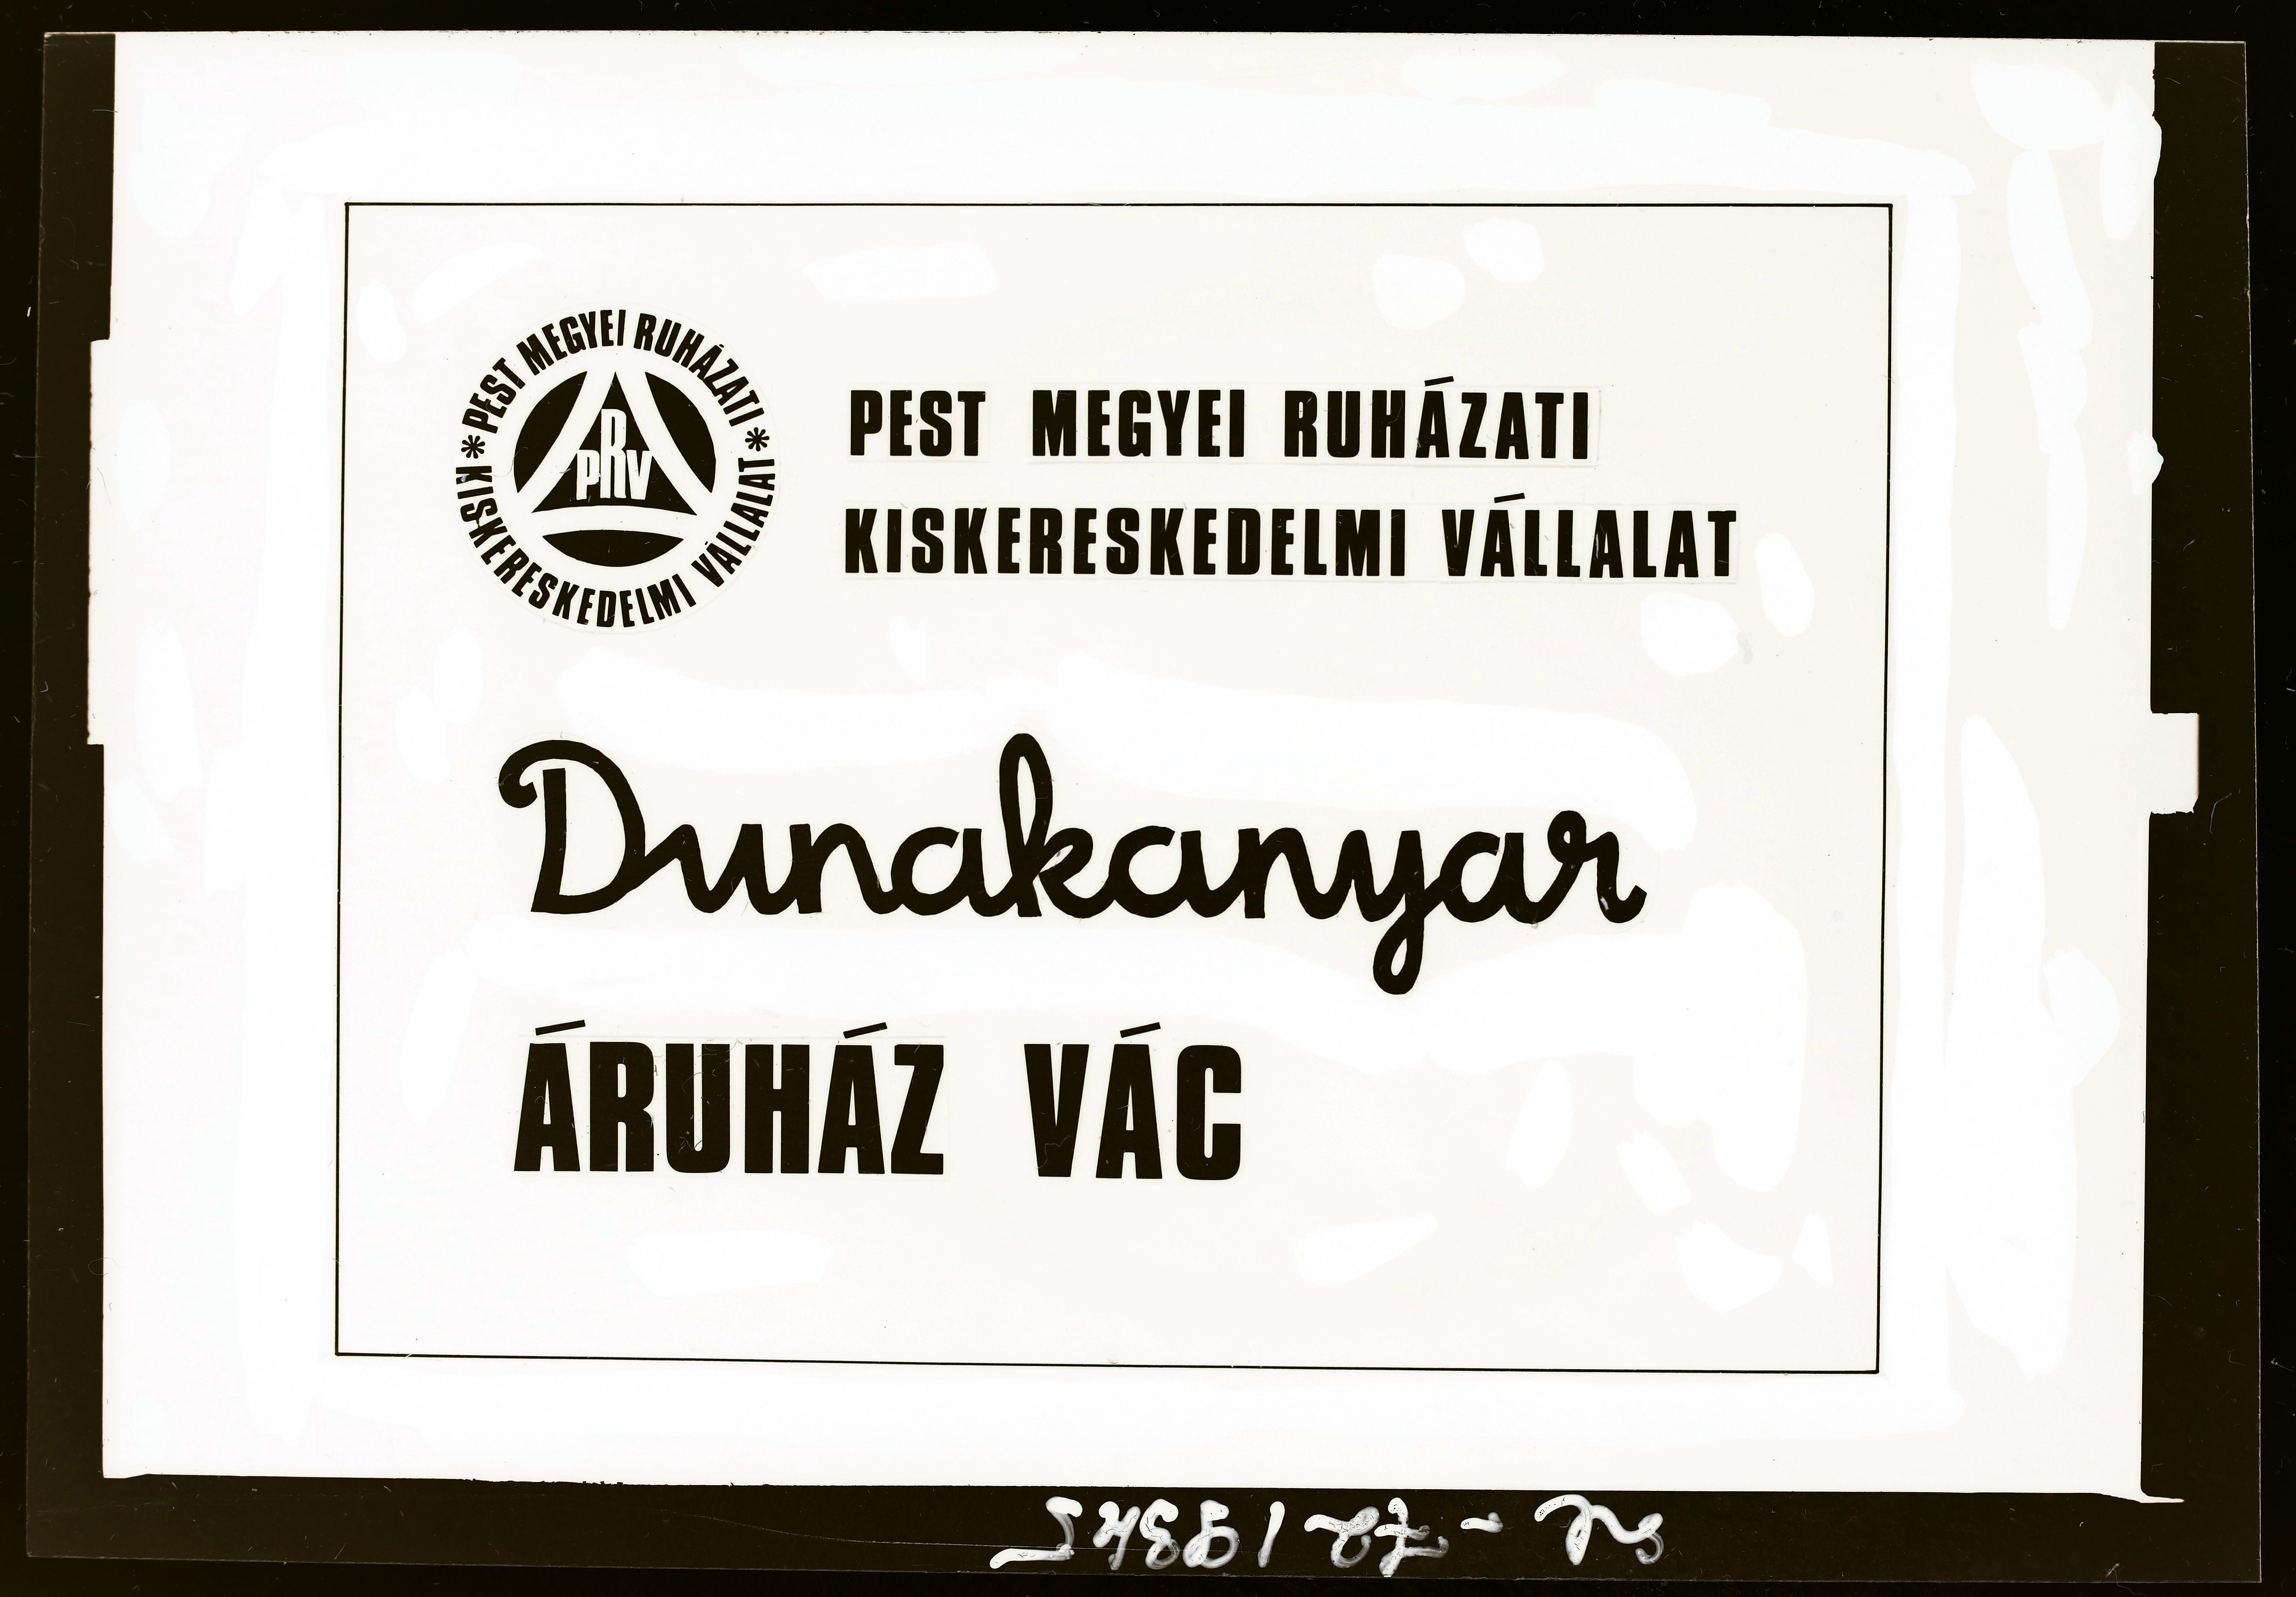 * PEST MEGYEI RUHÁZATI *
KISKERESKEDELMI VÁLLALAT
PRV
PEST MEGYEI RUHÁZATI
KISKERESKEDELMI VÁLLALAT
Dunakanyar
ÁRUHÁZ VÁC